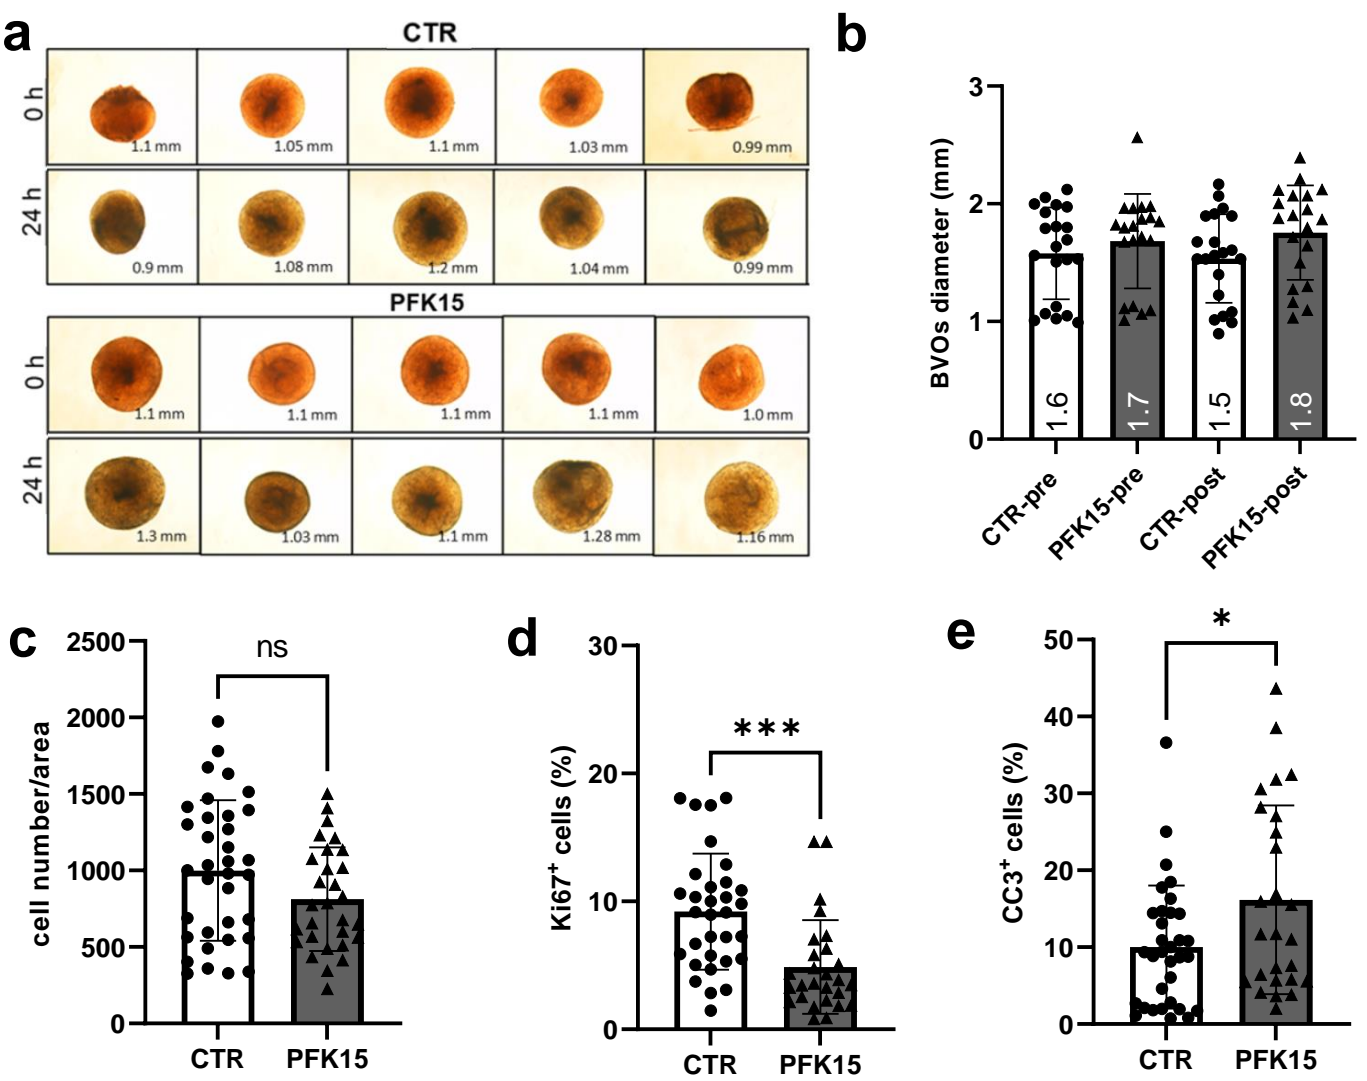 a
CTR
0 h
1.1 mm
1.05 mm
1.1 mm
1.03 mm
0.99 mm
24 h
0.9 mm
1.08 mm
1.2 mm
1.04 mm
0.99 mm
PFK15
0 h
1.1 mm
1.1 mm
1.1 mm
1.1 mm
1.0 mm
24 h
1.3 mm
1.03 mm
1.1 mm
1.28 mm
1.16 mm
b
BVOs diameter (mm)
3
2
1
0
1.6
1.7
1.5
1.8
CTR-pre
PFK15-pre
CTR-post
PFK15-post
c
cell number/area
2500
2000
1500
1000
500
0
ns
CTR
PFK15
d
Ki67+ cells (%)
30
20
10
0
***
CTR
PFK15
e
CC3+ cells (%)
50
40
30
20
10
0
*
CTR
PFK15